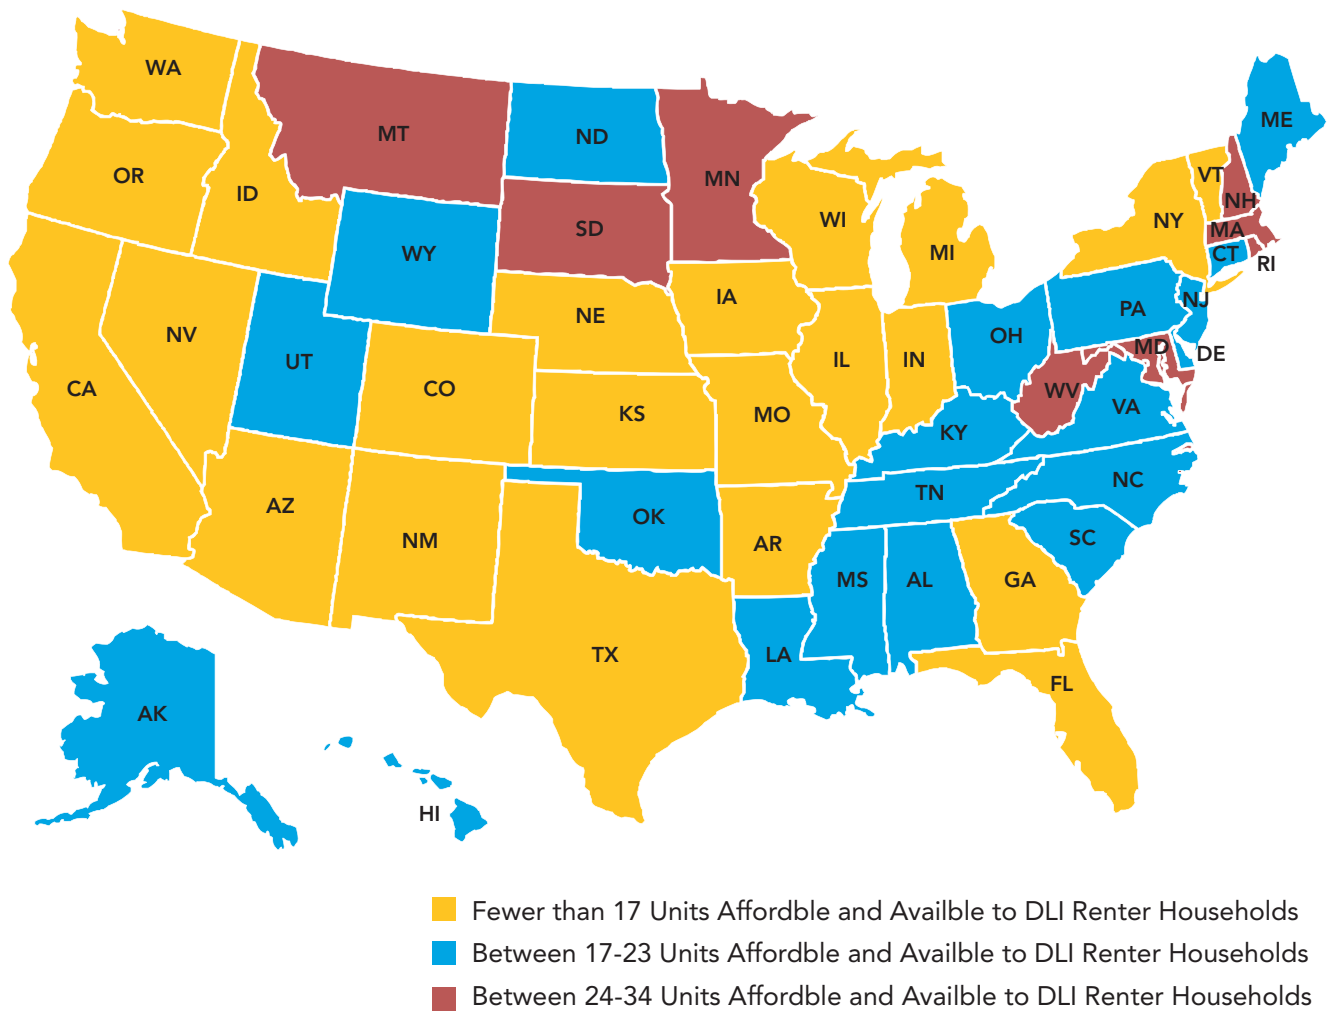 WA
MT
ND
ME
OR
ID
MN
VT
NH
SD
WI
NY
MA
WY
MI
CT
RI
IA
NJ
NE
PA
NV
OH
UT
IL
IN
MD
DE
CA
CO
WV
KS
MO
VA
KY
NC
TN
AZ
OK
NM
AR
SC
MS
AL
GA
TX
LA
FL
AK
HI
Fewer than 17 Units Affordble and Availble to DLI Renter Households
Between 17-23 Units Affordble and Availble to DLI Renter Households
Between 24-34 Units Affordble and Availble to DLI Renter Households